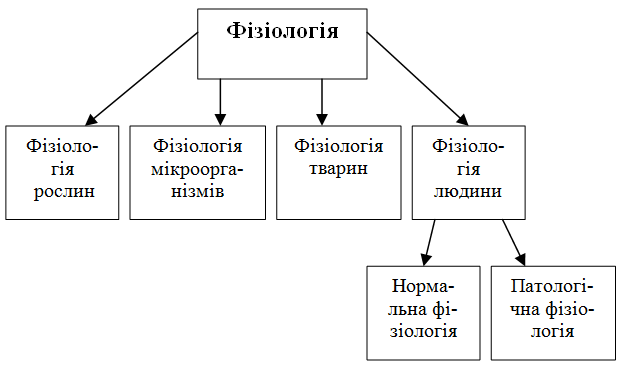 Фізіологія
Фізіоло-
гія
рослин
Фізіологія
мікроорга-
нізмів
Фізіологія
тварин
Фізіоло-
гія
людини
Норма-
льна фі-
зіологія
Патологі-
чна фізіо-
логія